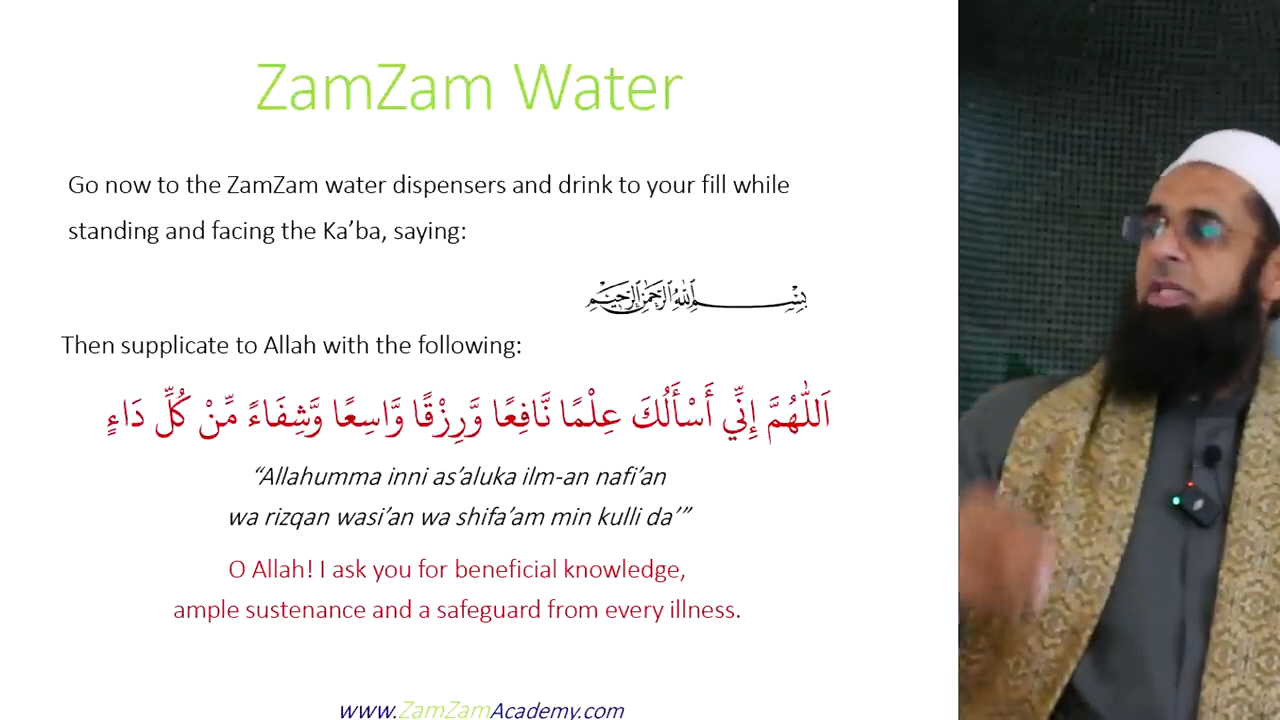 ZamZam Water
Go now to the ZamZam water dispensers and drink to your fill while
standing and facing the Ka’ba, saying:
بِسْمِ اللهِ الرَّحْمٰنِ الرَّحِيْمِ
Then supplicate to Allah with the following:
اَللّٰهُمَّ إِنِّي أَسْأَلُكَ عِلْمًا نَّافِعًا وَّرِزْقًا وَّاسِعًا وَّشِفَاءً مِّنْ كُلِّ دَاءٍ
“Allahumma inni as’aluka ilm-an nafi’an
wa rizqan wasi’an wa shifa’am min kulli da’”
O Allah! I ask you for beneficial knowledge,
ample sustenance and a safeguard from every illness.
www.ZamZamAcademy.com